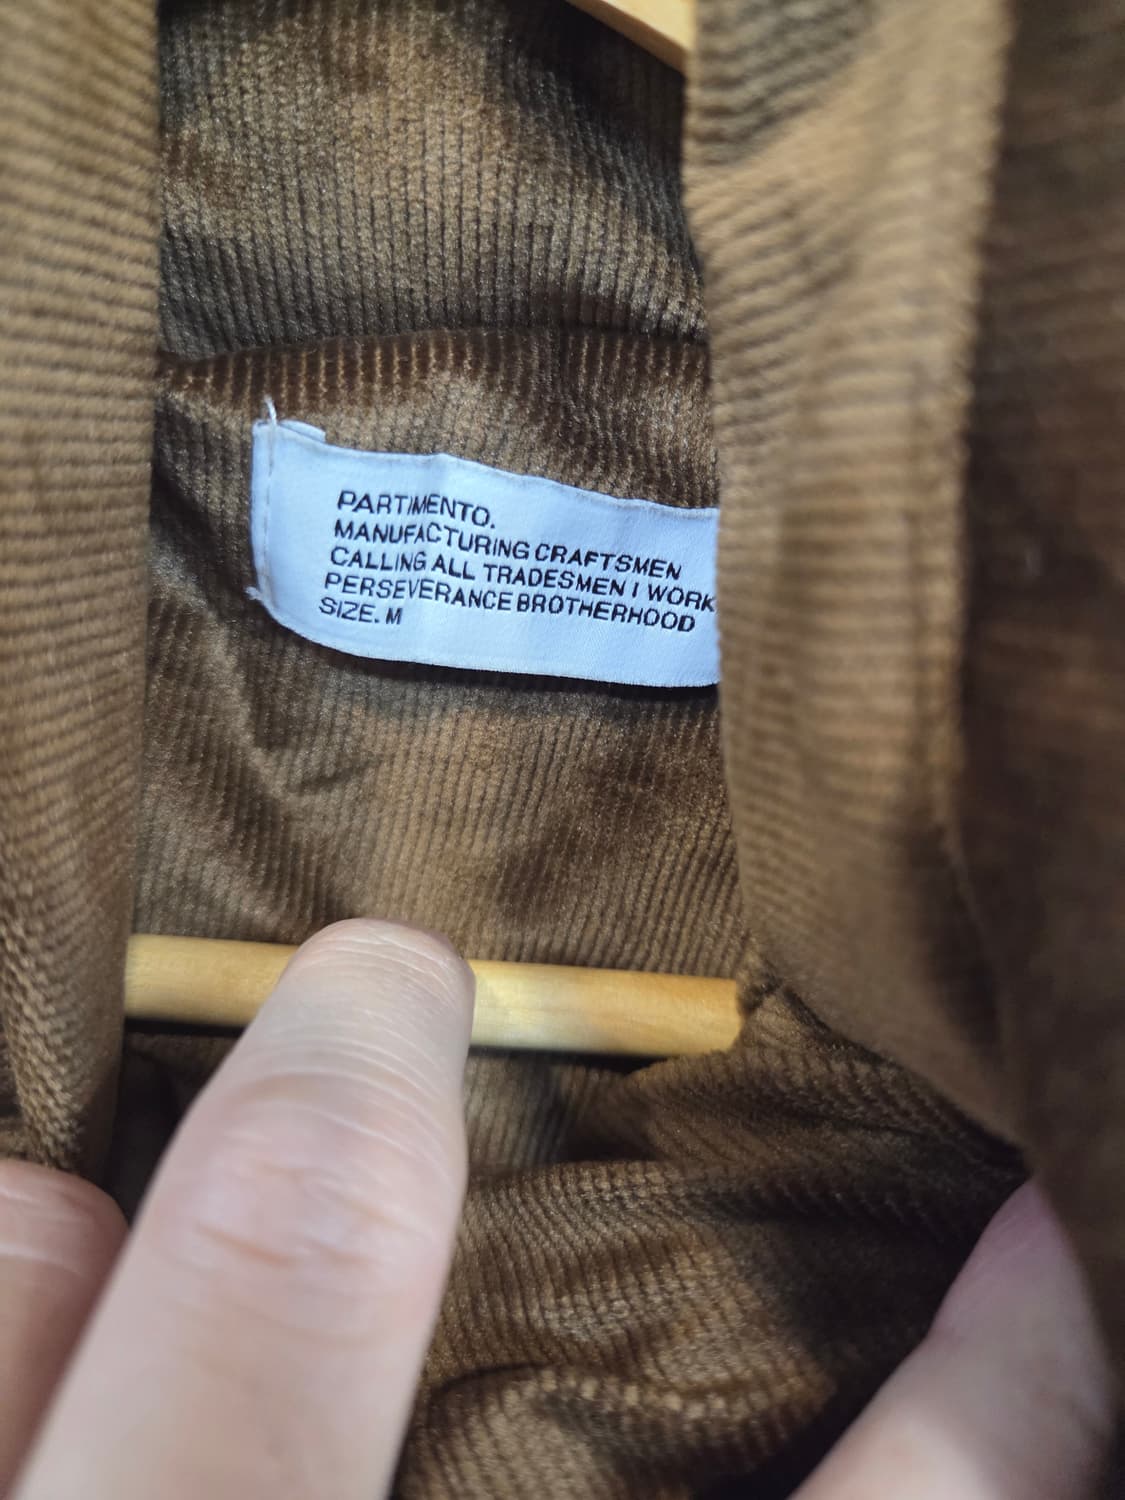 PARTIMENTO.
MANUFACTURING CRAFTSMEN
CALLING ALL TRADESMEN I WORK
PERSEVERANCE BROTHERHOOD
SIZE. M